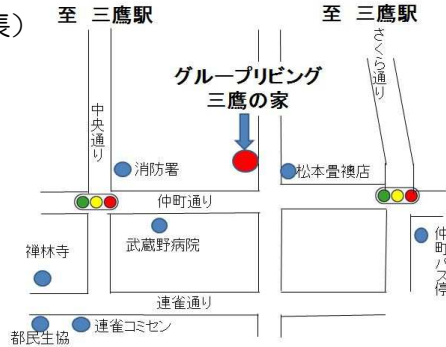 長)
至 三鷹駅
至 三鷹駅
さくら通り
グループリビング
三鷹の家
中央通り
消防署
松本畳襖店
仲町通り
武蔵野病院
仲町バス停
禅林寺
連雀通り
都民生協
連雀コミセン